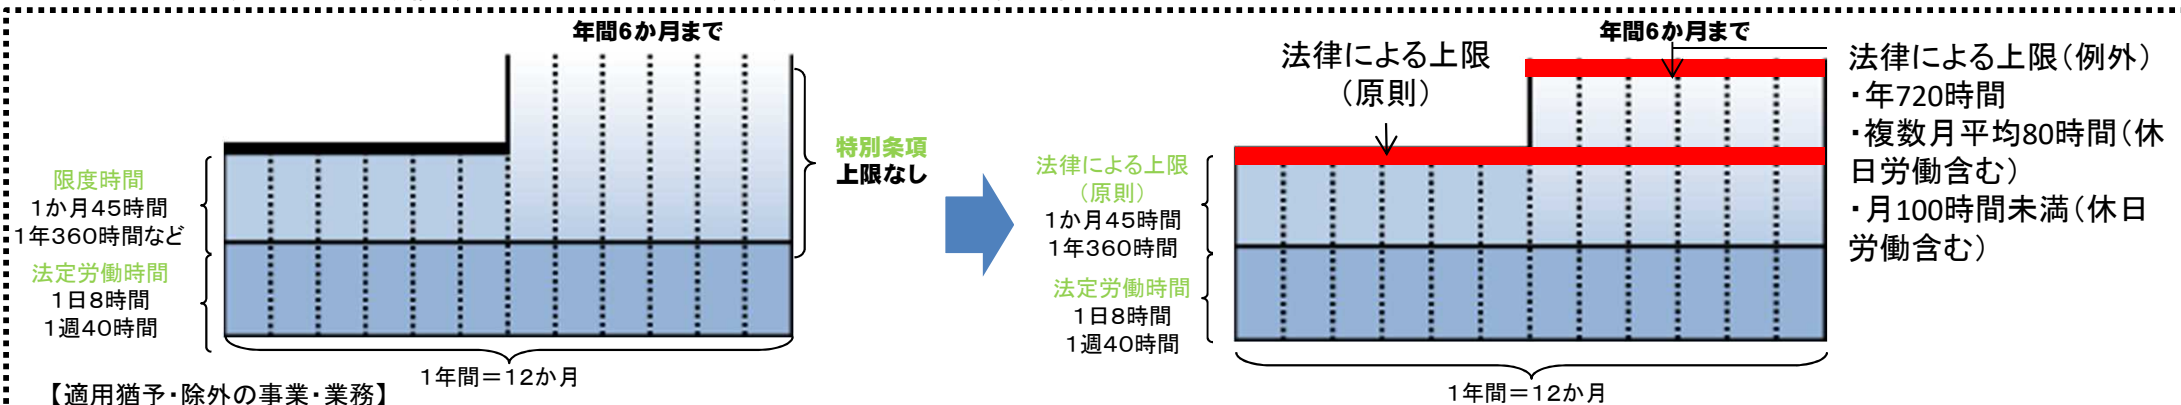 年間6か月まで
特別条項
上限なし
限度時間
1か月45時間
1年360時間など
法定労働時間
1日8時間
1週40時間
1年間=12か月
【適用猶予・除外の事業・業務】
年間6か月まで
法律による上限
(原則)
法律による上限
(原則)
1か月45時間
1年360時間
法定労働時間
1日8時間
1週40時間
1年間=12か月
法律による上限(例外)
・年720時間
・複数月平均80時間(休
日労働含む)
・月100時間未満(休日
労働含む)